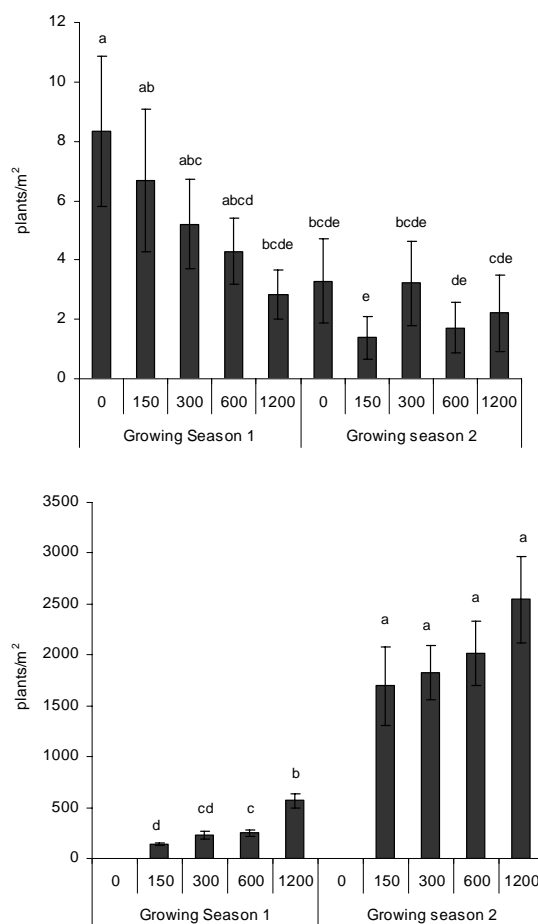 12
a
10
ab
8
abc
plants/m²
6
abcd
bcde
bcde
bcde
cde
4
e
de
2
0
0 150 300 600 1200 0 150 300 600 1200
Growing Season 1 Growing season 2
3500
3000
a
2500
a
a
a
plants/m²
2000
1500
1000
b
500
d
cd
c
0
0 150 300 600 1200 0 150 300 600 1200
Growing Season 1 Growing season 2